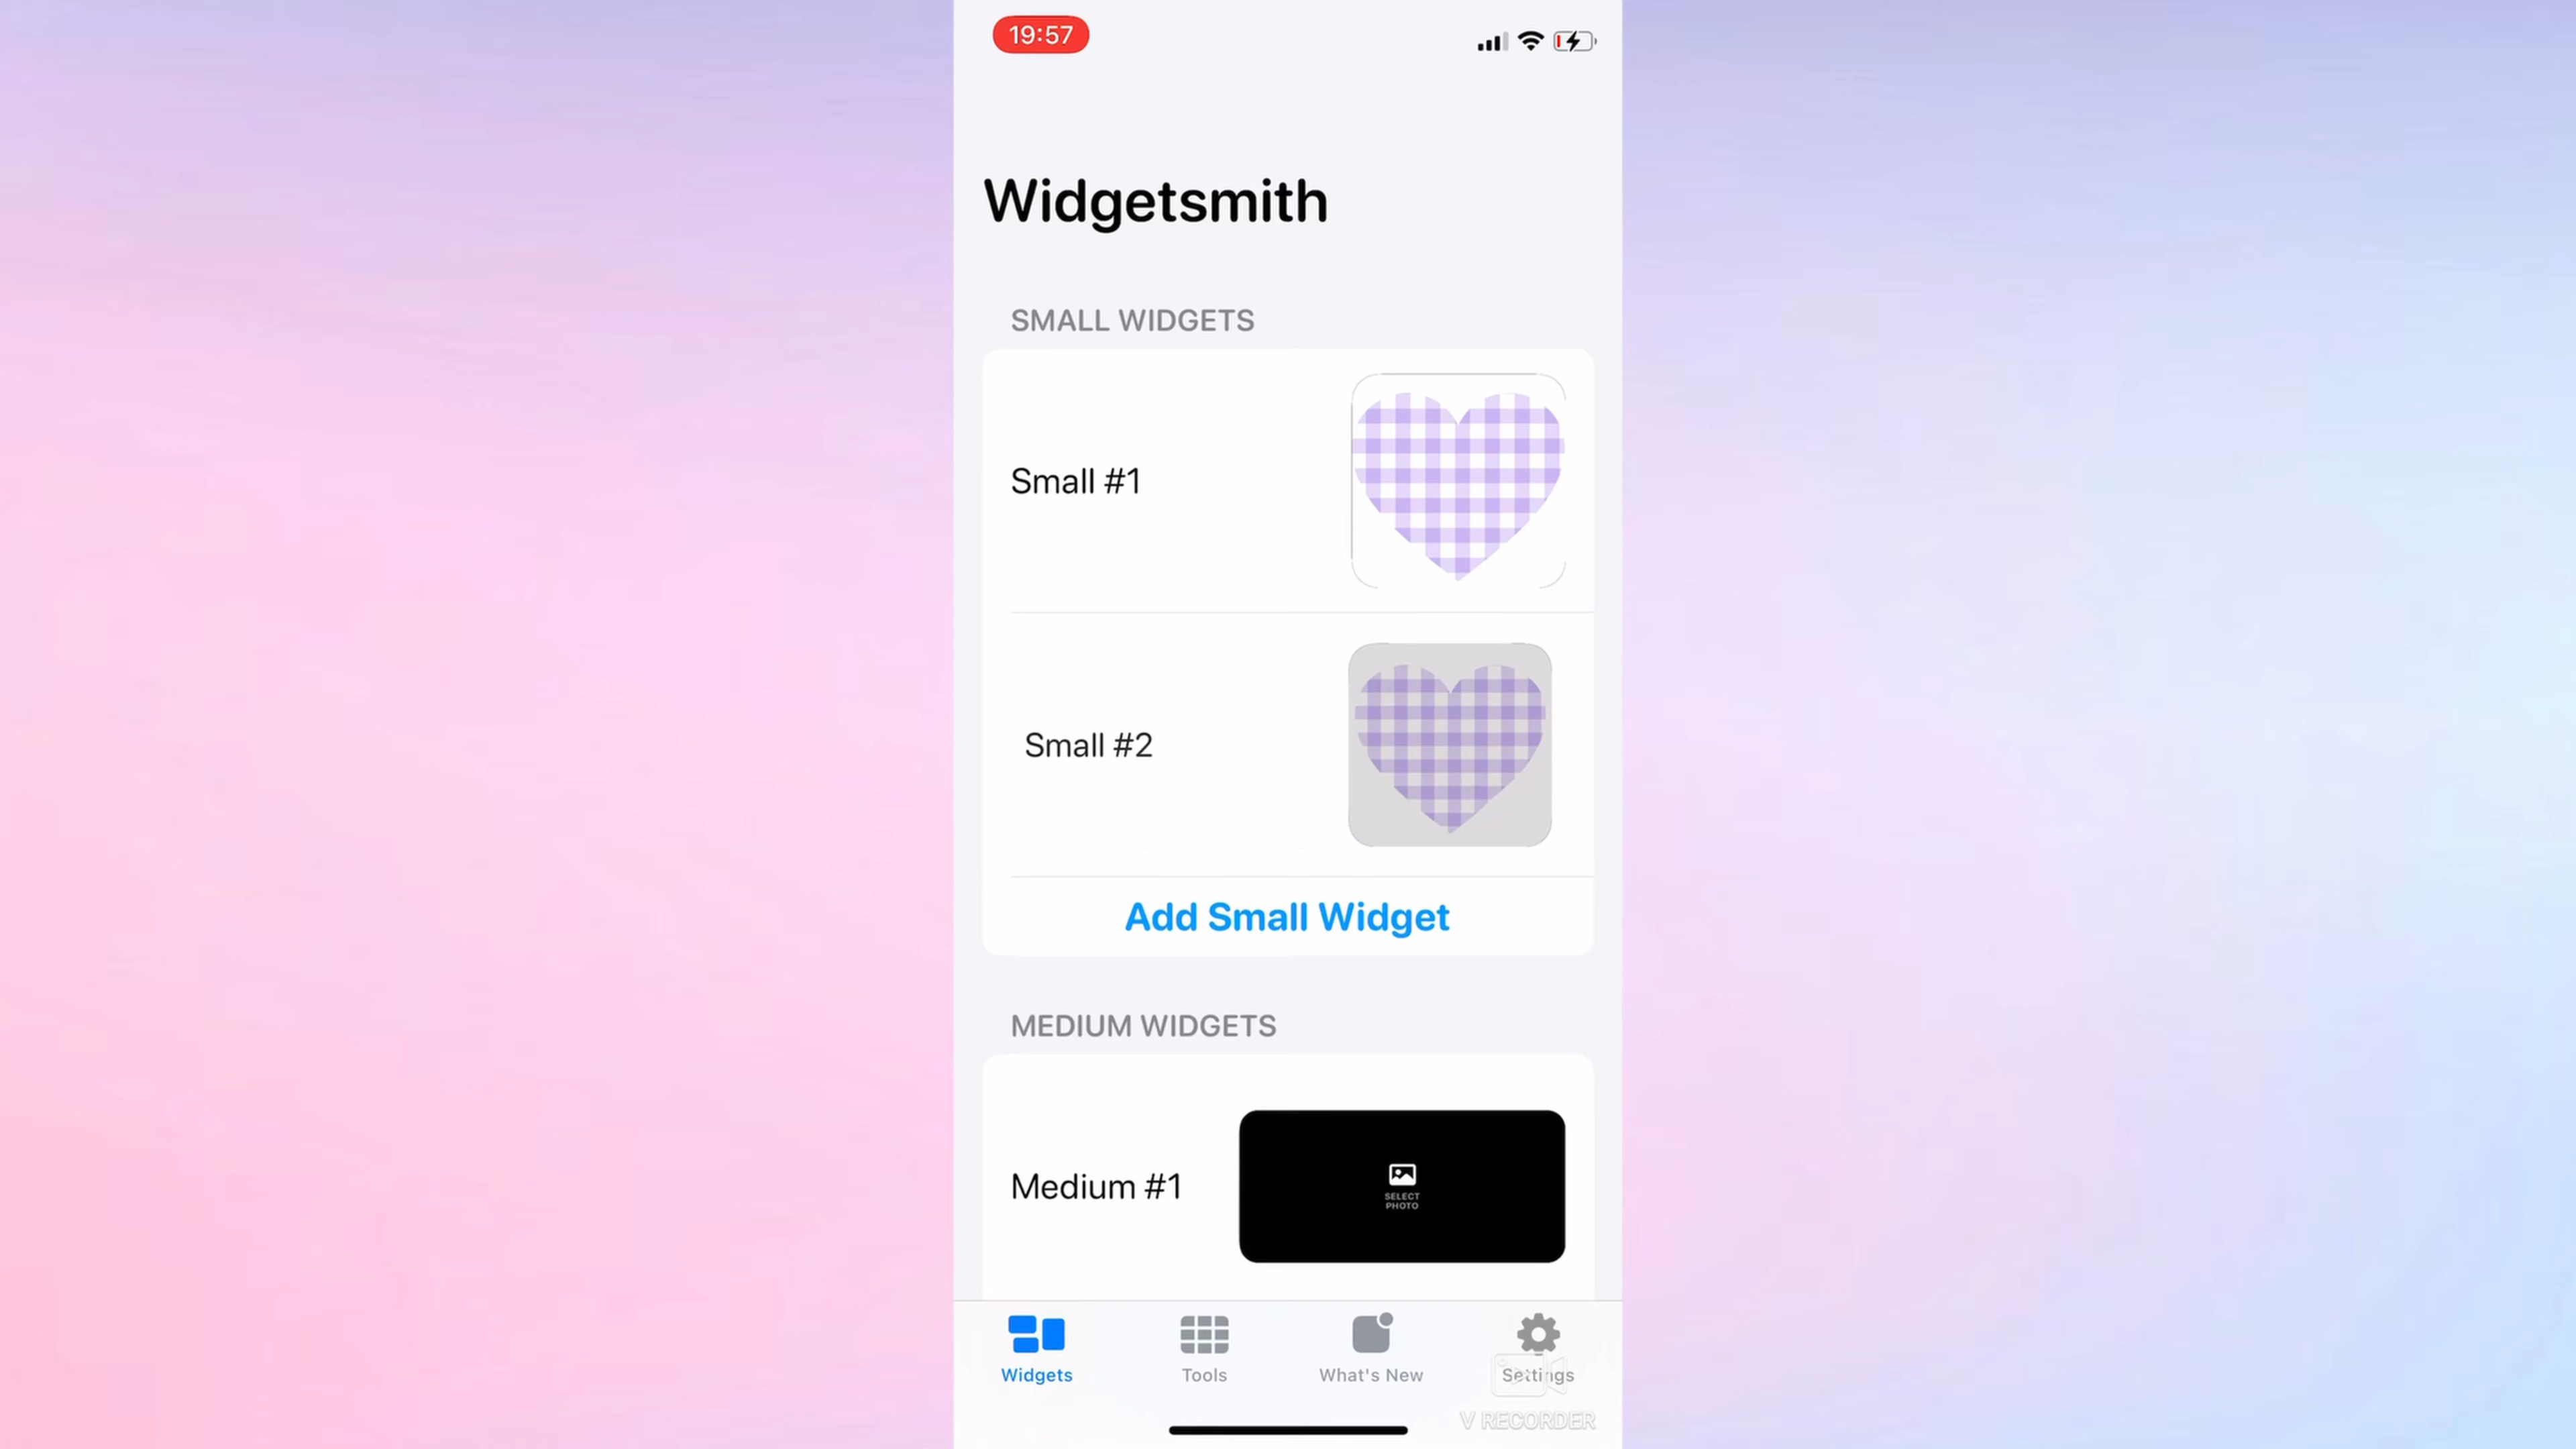 19:57
Widgetsmith
SMALL WIDGETS
Small #1
Small #2
Add Small Widget
MEDIUM WIDGETS
Medium #1
SELECT
PHOTO
Widgets
Tools
What's New
Settings
V RECORDER